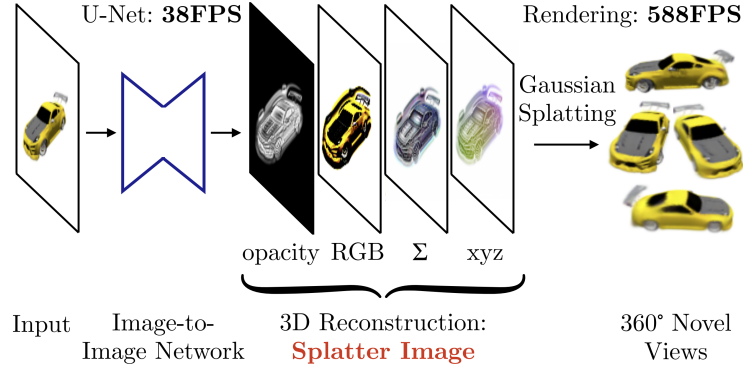 U-Net: 38FPS
Rendering: 588FPS
Gaussian
Splatting
opacity RGB Σ xyz
Input
Image-to-
Image Network
3D Reconstruction:
Splatter Image
360° Novel
Views